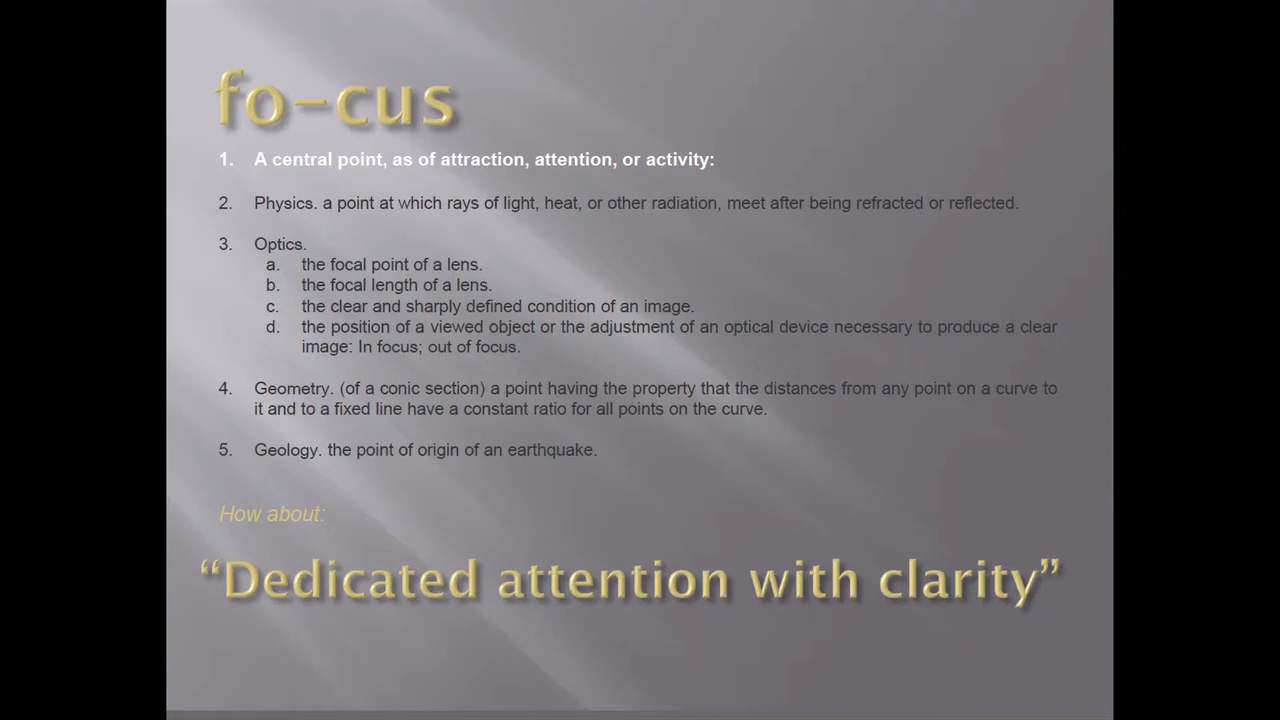 fo-cus
1. A central point, as of attraction, attention, or activity:
2. Physics. a point at which rays of light, heat, or other radiation, meet after being refracted or reflected.
3. Optics.
a. the focal point of a lens.
b. the focal length of a lens.
c. the clear and sharply defined condition of an image.
d. the position of a viewed object or the adjustment of an optical device necessary to produce a clear
image: In focus; out of focus.
4. Geometry. (of a conic section) a point having the property that the distances from any point on a curve to
it and to a fixed line have a constant ratio for all points on the curve.
5. Geology. the point of origin of an earthquake.
How about:
“Dedicated attention with clarity”